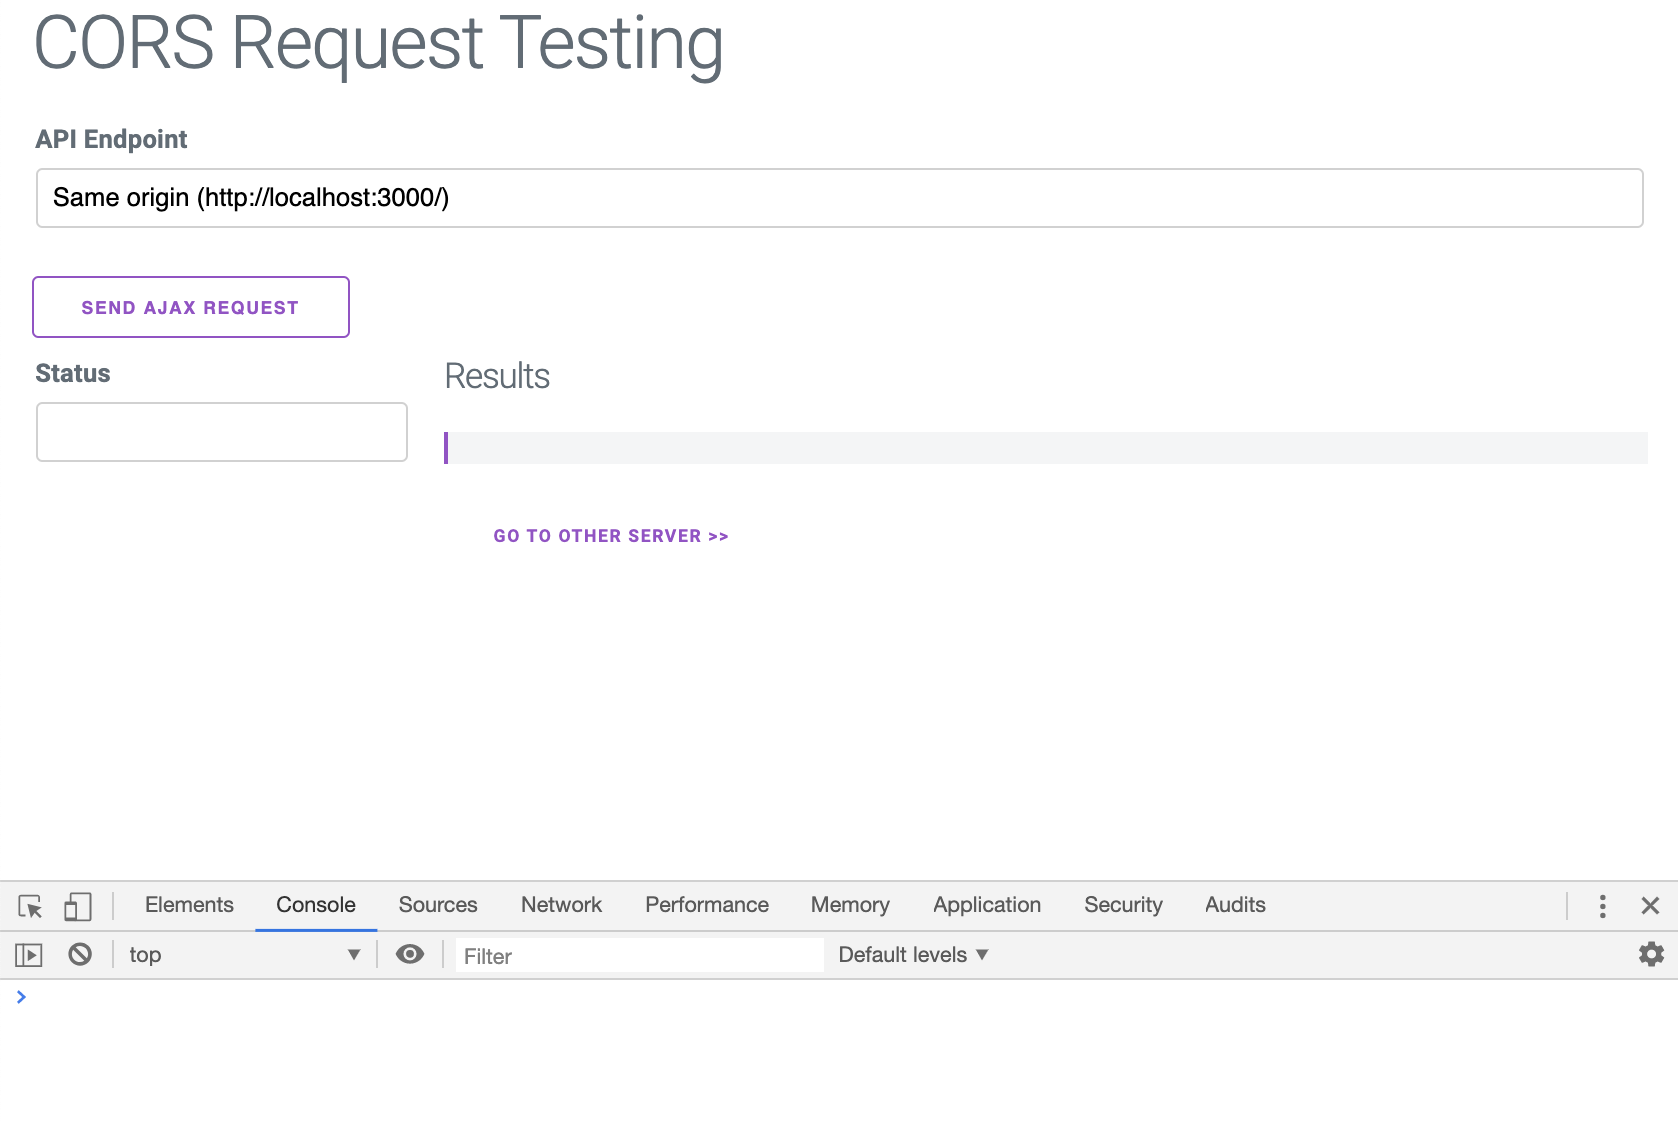 CORS Request Testing
API Endpoint
Same origin (http://localhost:3000/)
SEND AJAX REQUEST
Status
Results
GO TO OTHER SERVER >>
Elements Console Sources Network Performance Memory Application Security Audits
top ▼ Filter Default levels ▼
>